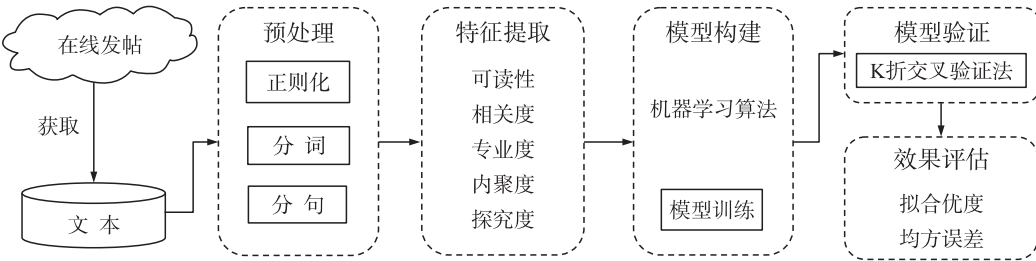 在线发帖
获取
文 本
预处理
正则化
分 词
分 句
特征提取
可读性
相关度
专业度
内聚度
探究度
模型构建
机器学习算法
模型训练
模型验证
K折交叉验证法
效果评估
拟合优度
均方误差